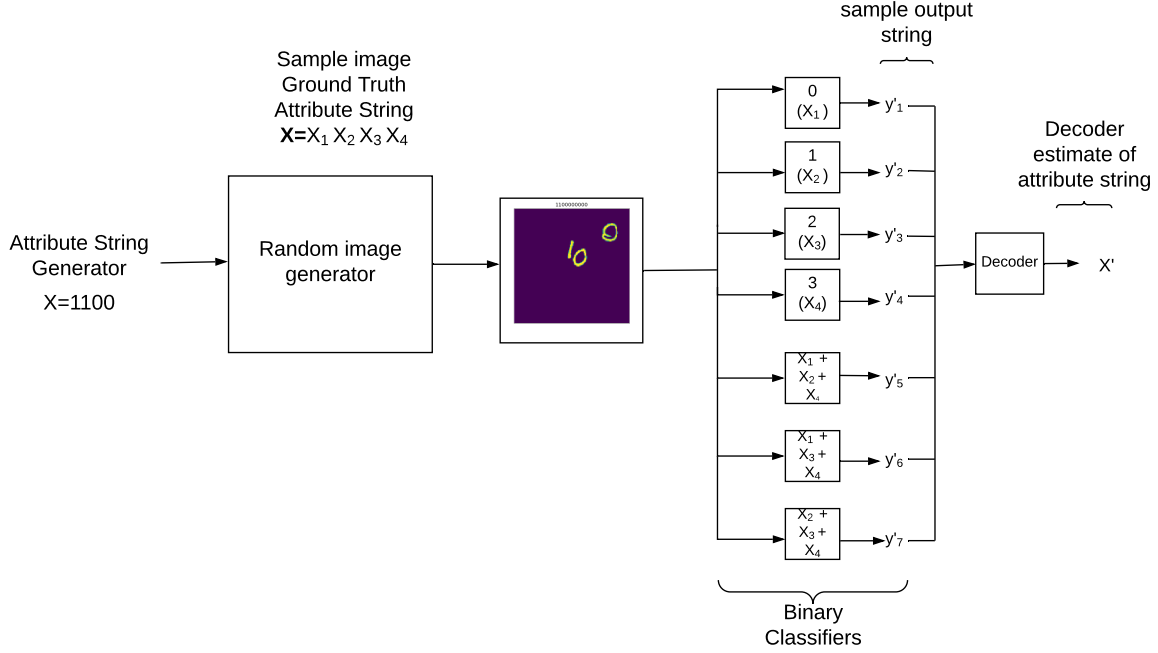 sample output
string
Sample image
Ground Truth
Attribute String
X=X₁ X₂ X₃ X₄
Attribute String
Generator
X=1100
Random image
generator
1100000000
10
0
0
(X₁ )
1
(X₂ )
2
(X₃)
3
(X₄)
X₁ +
X₂ +
X₄
X₁ +
X₃ +
X₄
X₂ +
X₃ +
X₄
y'₁
y'₂
y'₃
y'₄
y'₅
y'₆
y'₇
Binary
Classifiers
Decoder
Decoder
estimate of
attribute string
X'